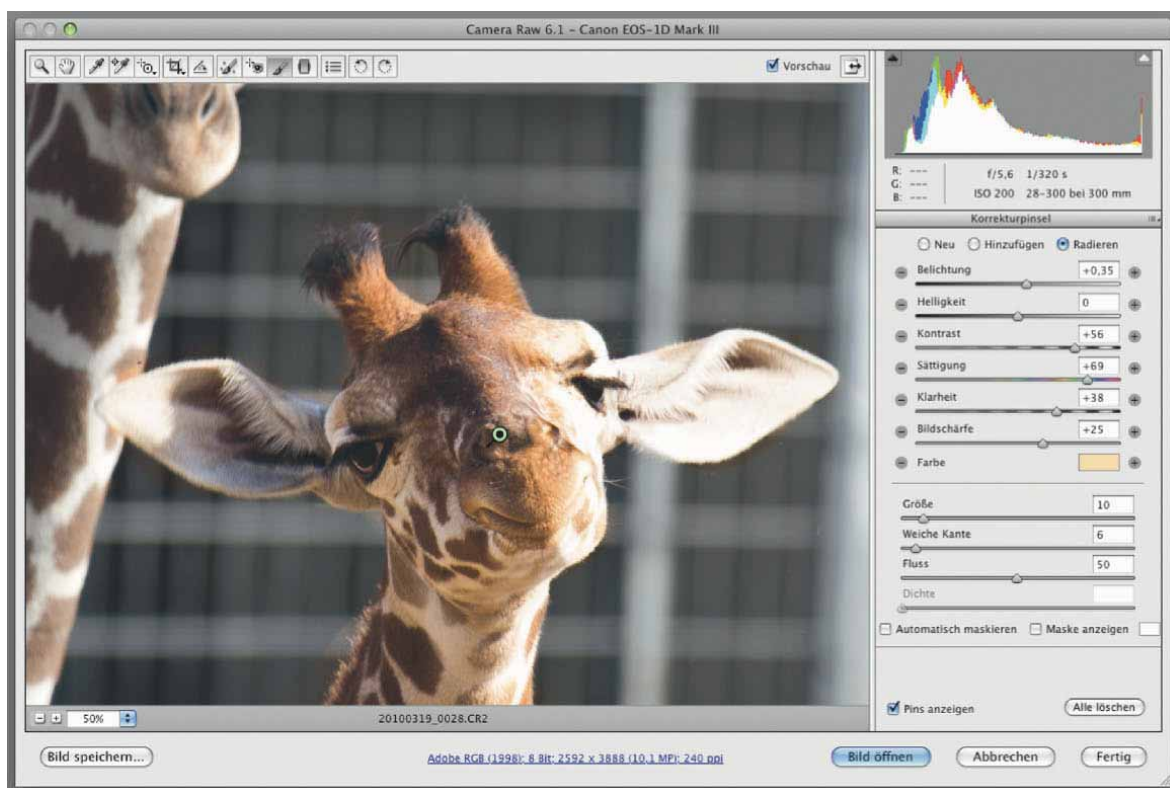 Camera Raw 6.1 – Canon EOS-1D Mark III
Vorschau
R: ---
G: ---
B: ---
f/5,6 1/320 s
ISO 200 28-300 bei 300 mm
Korrekturpinsel
Neu Hinzufügen Radieren
Belichtung +0,35
Helligkeit 0
Kontrast +56
Sättigung +69
Klarheit +38
Bildschärfe +25
Farbe
Größe 10
Weiche Kante 6
Fluss 50
Dichte
Automatisch maskieren Maske anzeigen
Pins anzeigen Alle löschen
50% 20100319_0028.CR2
Bild speichern... Adobe RGB (1998); 8 Bit; 2592 x 3888 (10,1 MP); 240 ppi Bild öffnen Abbrechen Fertig